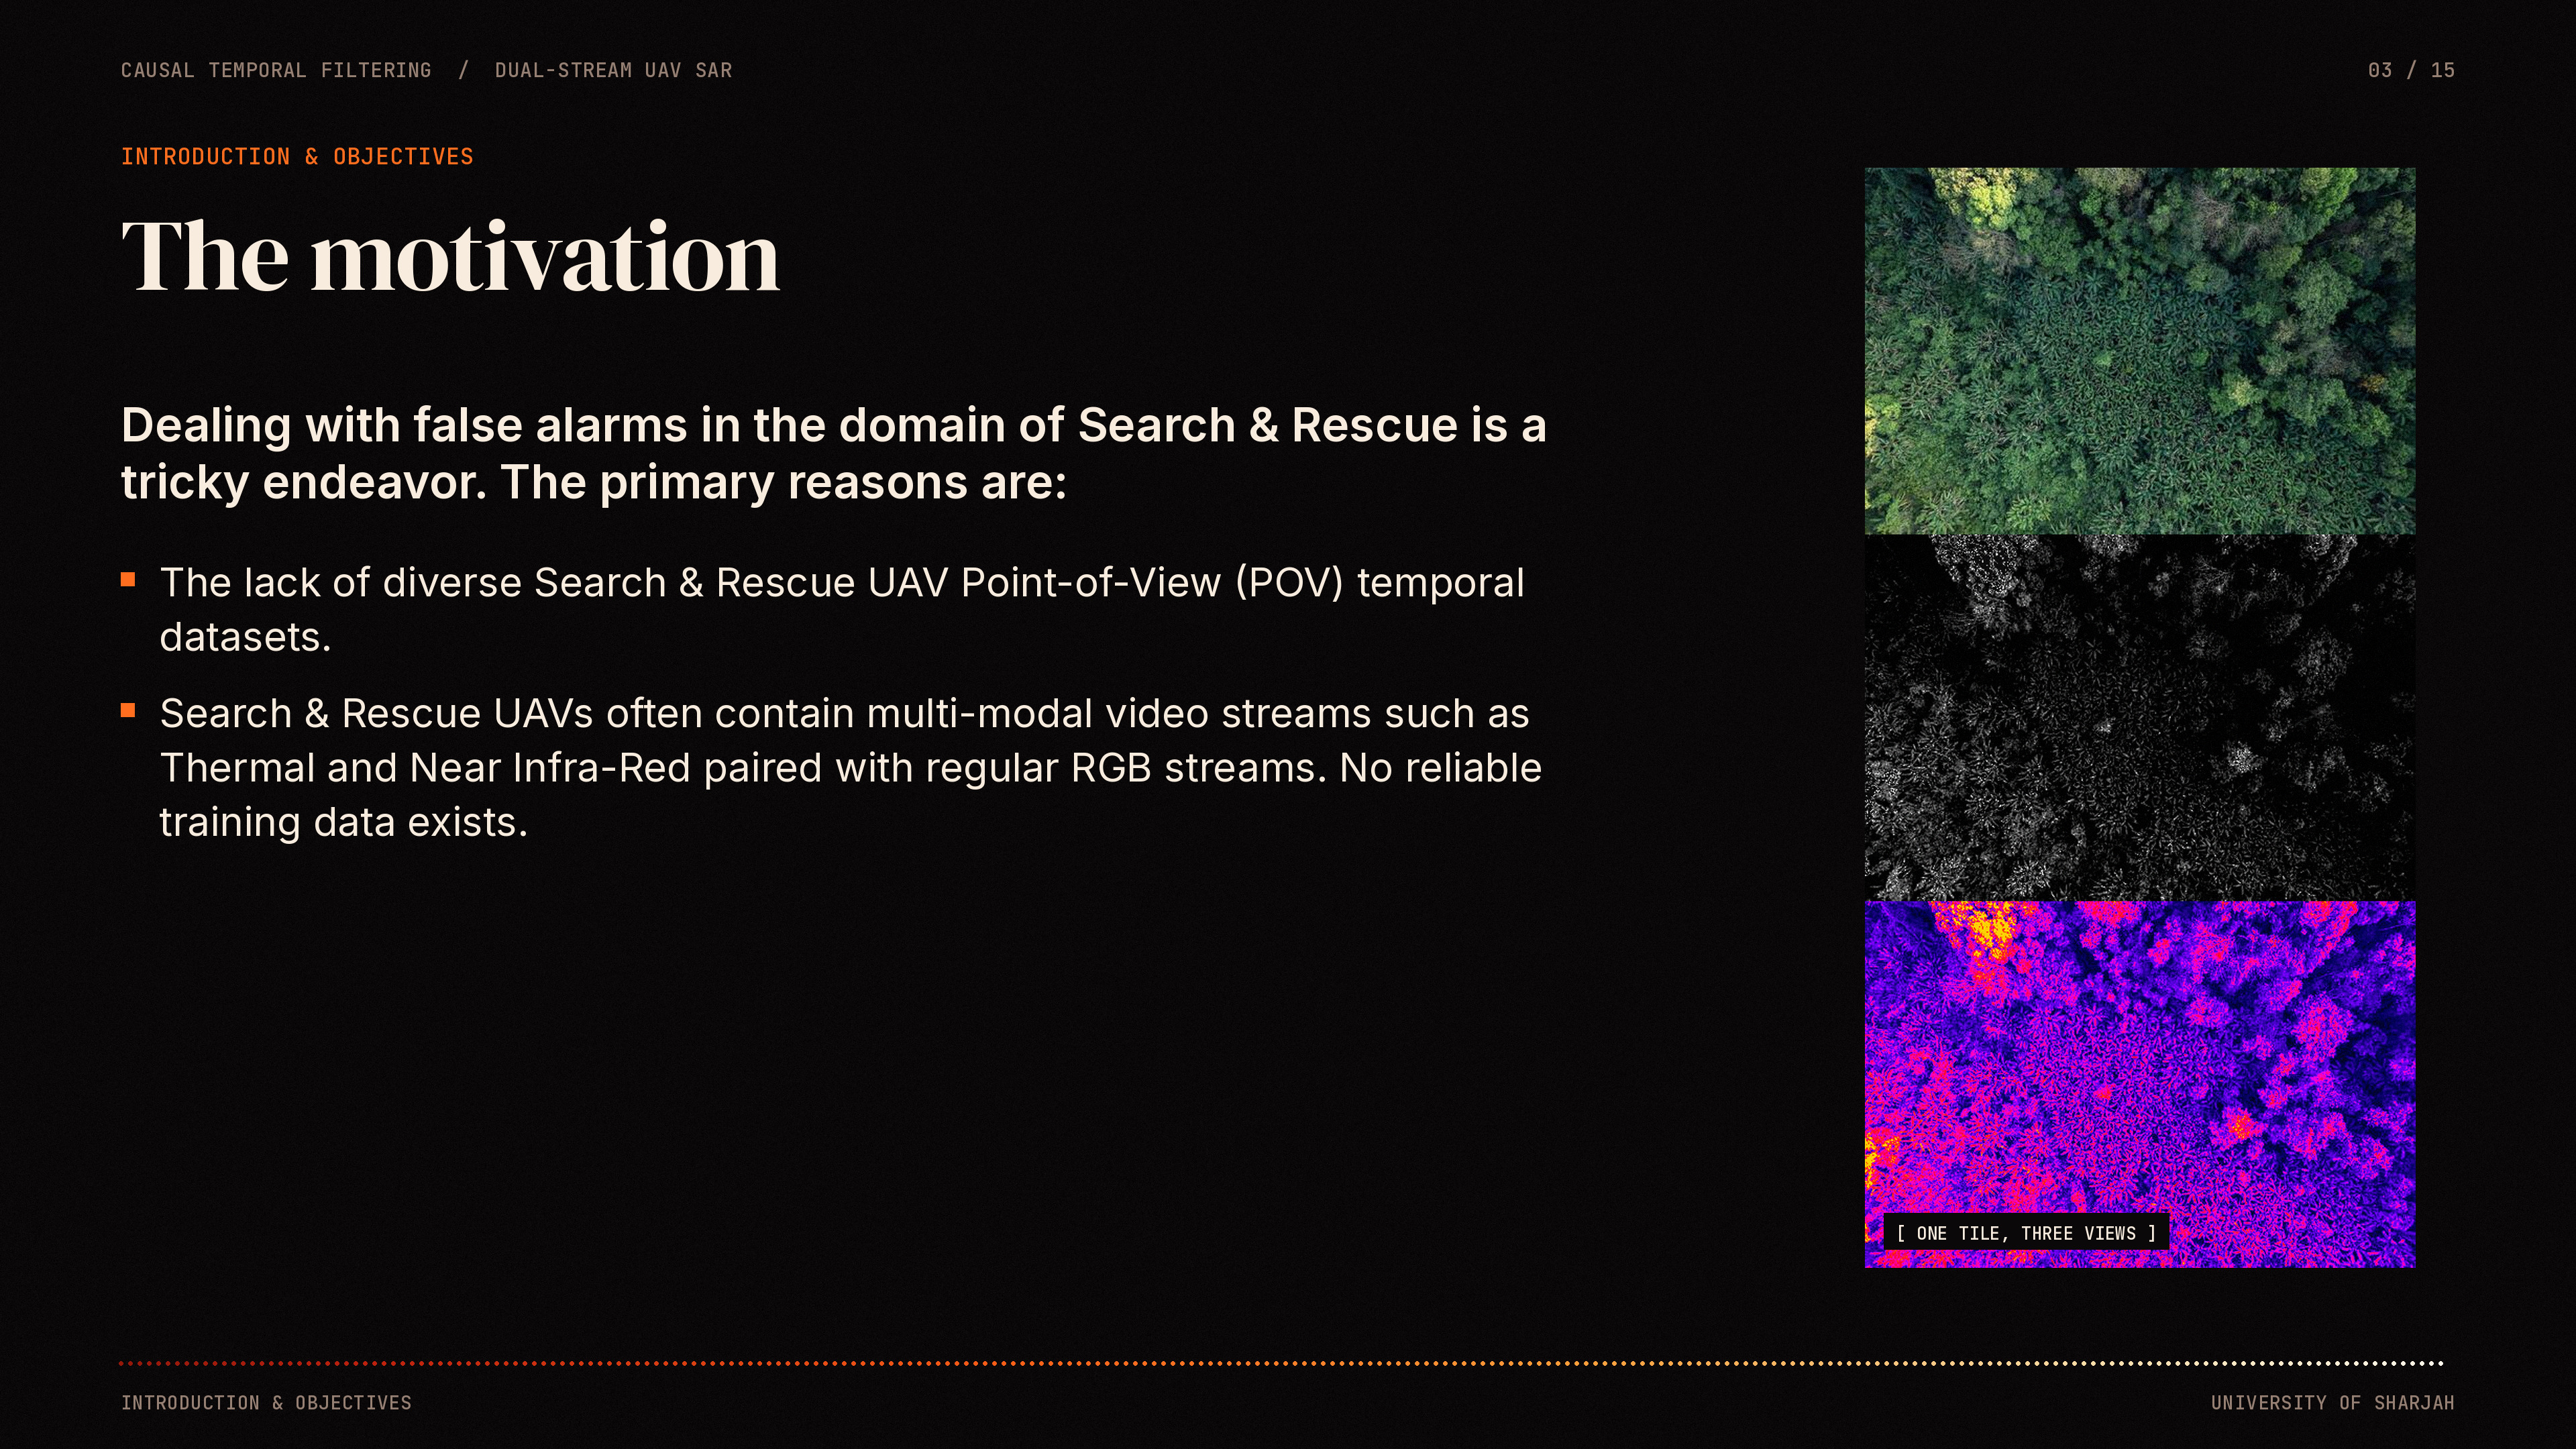 CAUSAL TEMPORAL FILTERING / DUAL-STREAM UAV SAR
03 / 15
INTRODUCTION & OBJECTIVES
The motivation
Dealing with false alarms in the domain of Search & Rescue is a
tricky endeavor. The primary reasons are:
The lack of diverse Search & Rescue UAV Point-of-View (POV) temporal
datasets.
Search & Rescue UAVs often contain multi-modal video streams such as
Thermal and Near Infra-Red paired with regular RGB streams. No reliable
training data exists.
[ ONE TILE, THREE VIEWS ]
INTRODUCTION & OBJECTIVES
UNIVERSITY OF SHARJAH